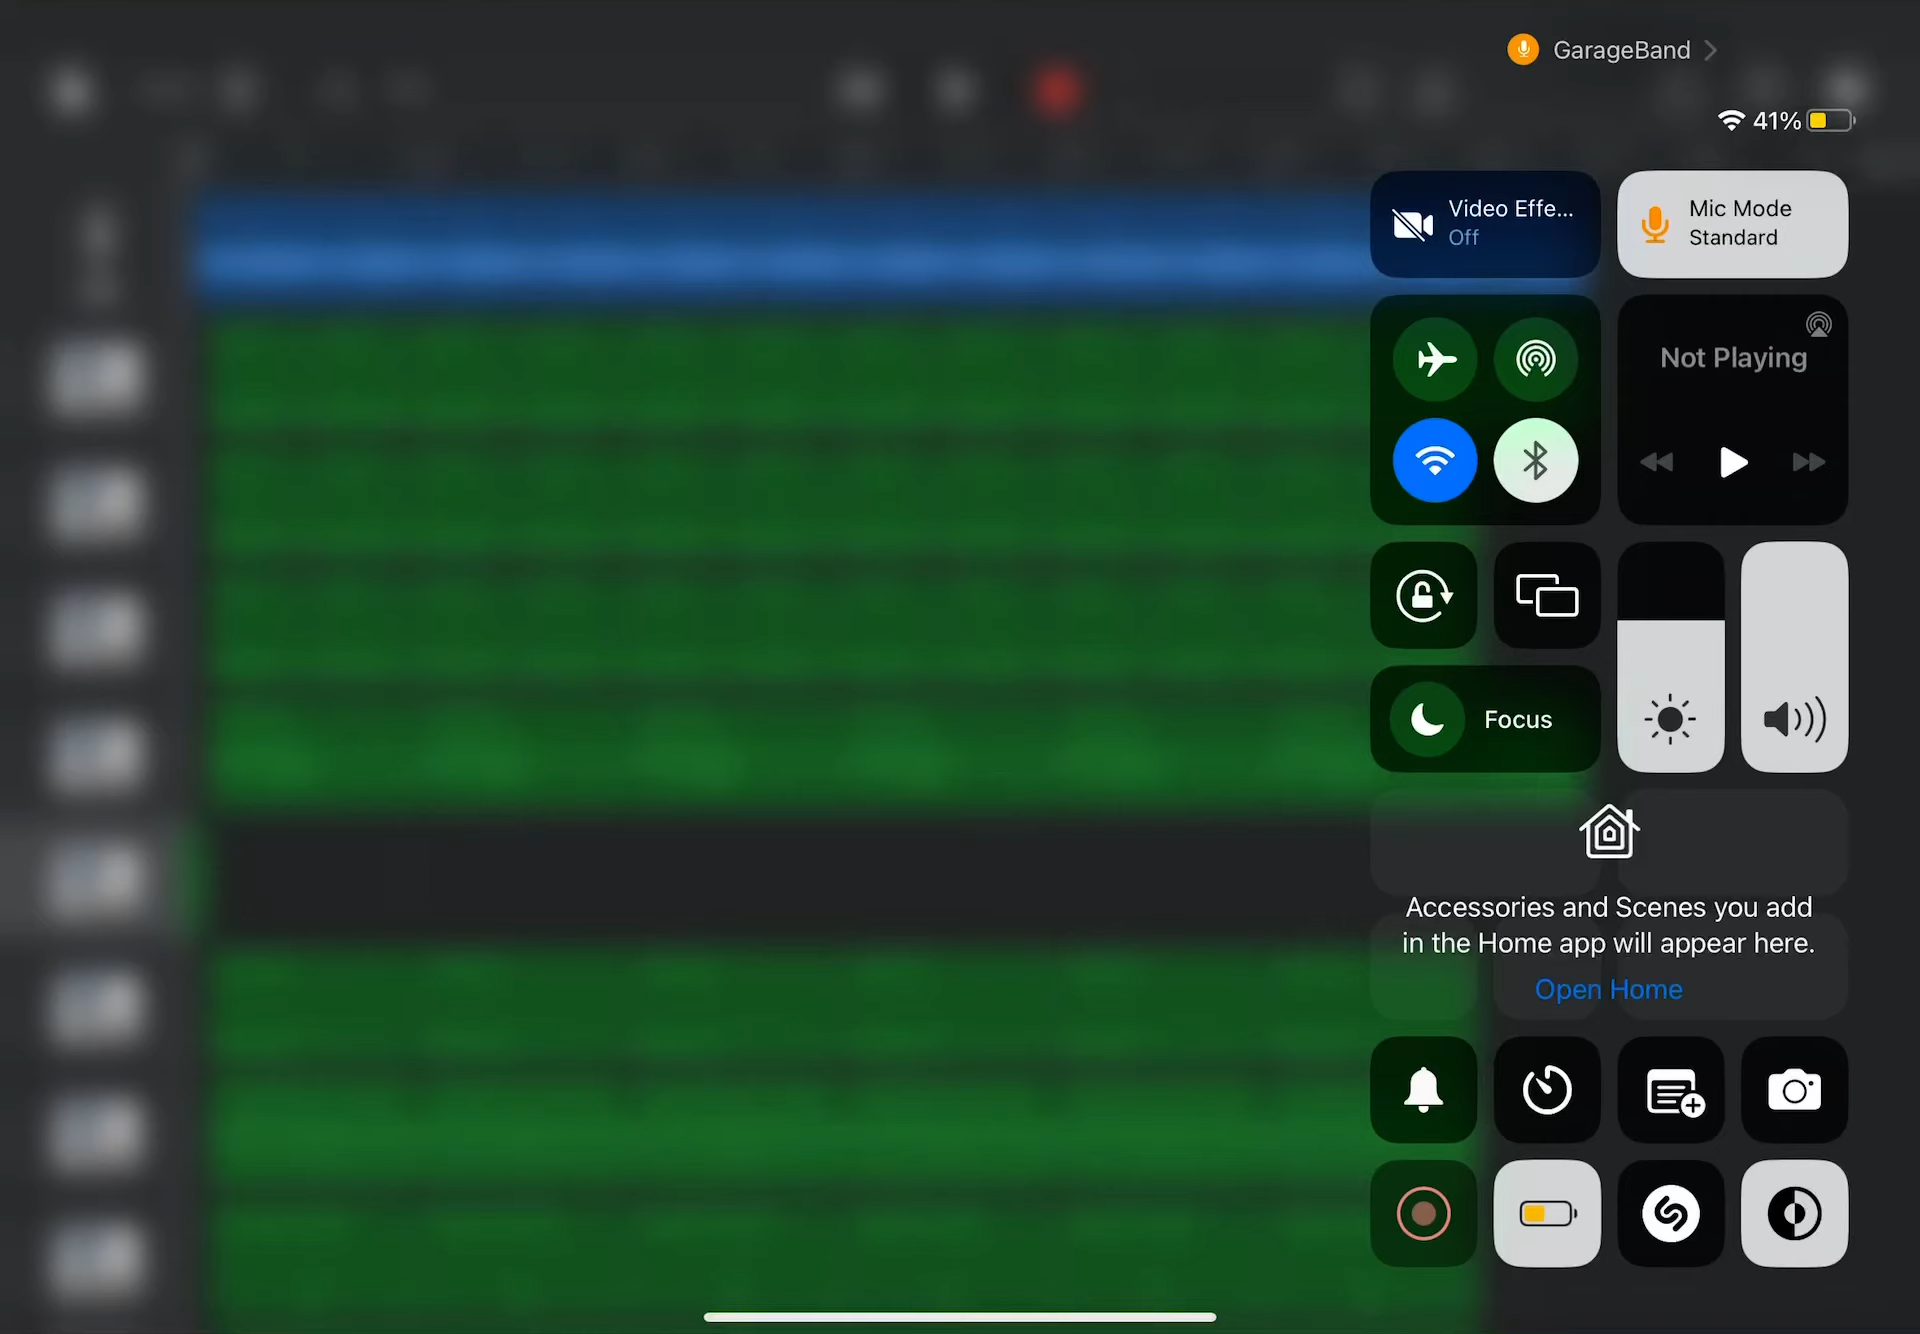 GarageBand
41%
Video Effe...
Off
Mic Mode
Standard
Not Playing
Focus
Accessories and Scenes you add
in the Home app will appear here.
Open Home